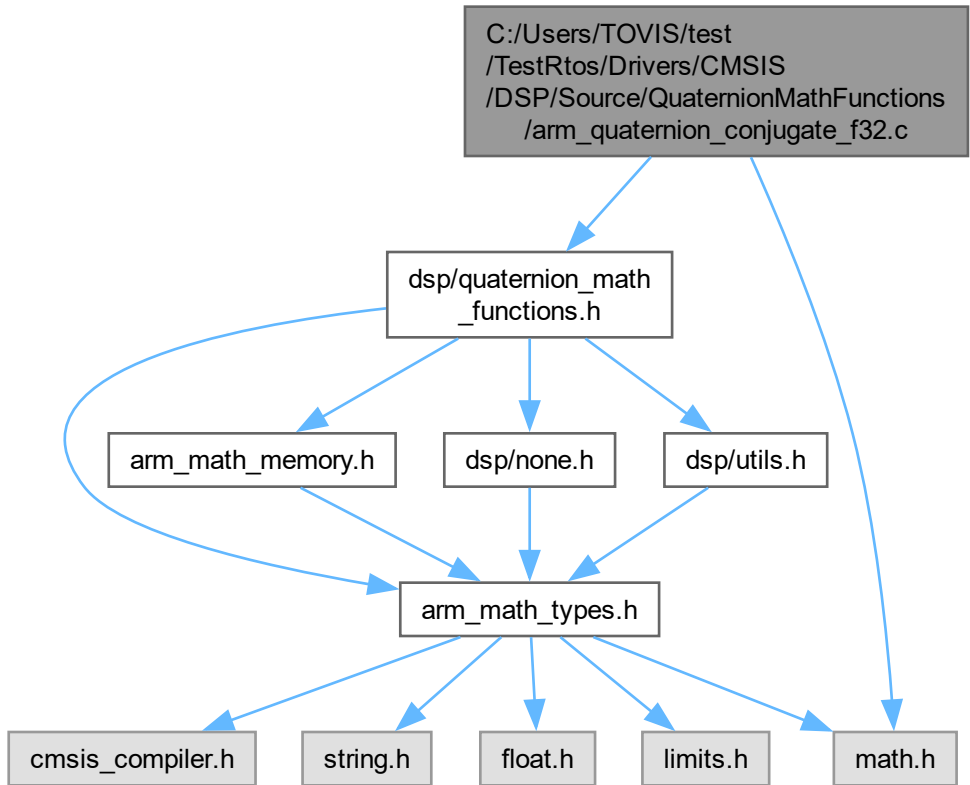 C:/Users/TOVIS/test
/TestRtos/Drivers/CMSIS
/DSP/Source/QuaternionMathFunctions
/arm_quaternion_conjugate_f32.c
dsp/quaternion_math
_functions.h
arm_math_memory.h
dsp/none.h
dsp/utils.h
arm_math_types.h
cmsis_compiler.h
string.h
float.h
limits.h
math.h